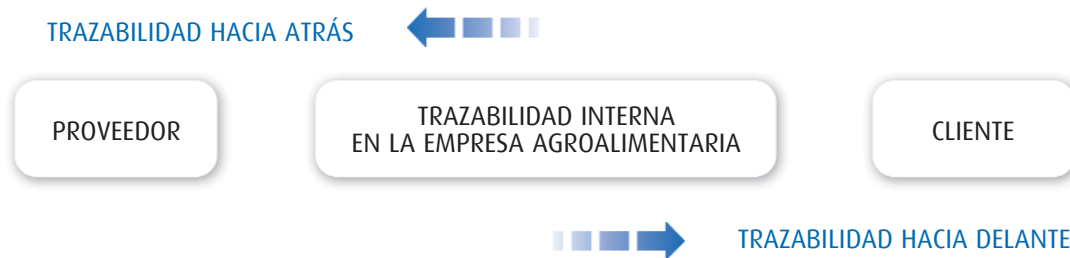 TRAZABILIDAD HACIA ATRÁS
PROVEEDOR
TRAZABILIDAD INTERNA
EN LA EMPRESA AGROALIMENTARIA
CLIENTE
TRAZABILIDAD HACIA DELANTE